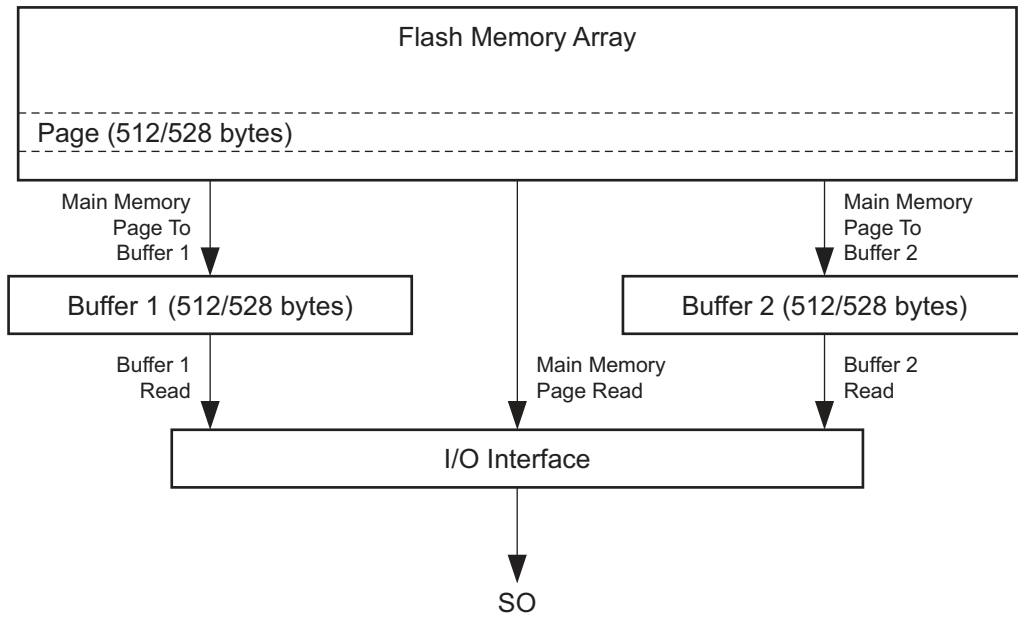 Flash Memory Array
Page (512/528 bytes)
Main Memory
Page To
Buffer 1
Main Memory
Page To
Buffer 2
Buffer 1 (512/528 bytes)
Buffer 2 (512/528 bytes)
Buffer 1
Read
Main Memory
Page Read
Buffer 2
Read
I/O Interface
SO